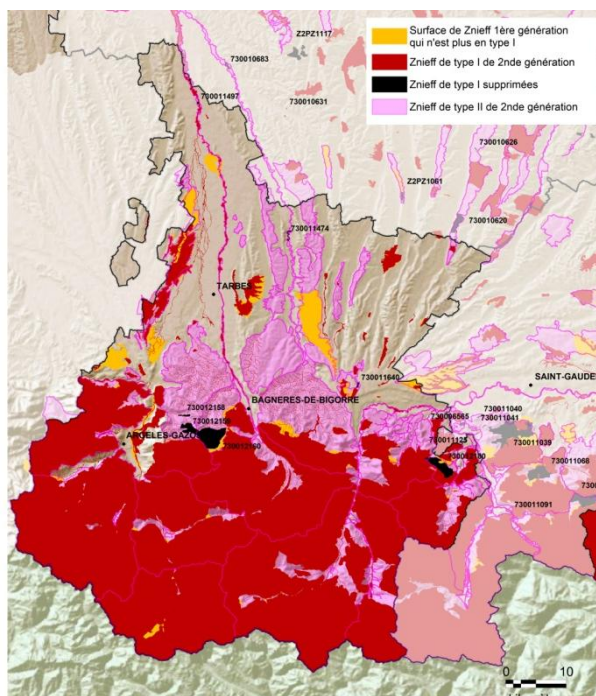 Surface de Znieff 1ère génération
qui n'est plus en type I
Znieff de type I de 2nde génération
Znieff de type I supprimées
Znieff de type II de 2nde génération
Z2PZ1117
730010683
730010631
730011497
730010626
Z2PZ1061
730010620
730011474
TARBES
SAINT-GAUDE
730011640
BAGNERES-DE-BIGORRE
730012158
730011040
730011041
ARGELES-GAZO
730011125
730011039
730011068
730011091
0 10